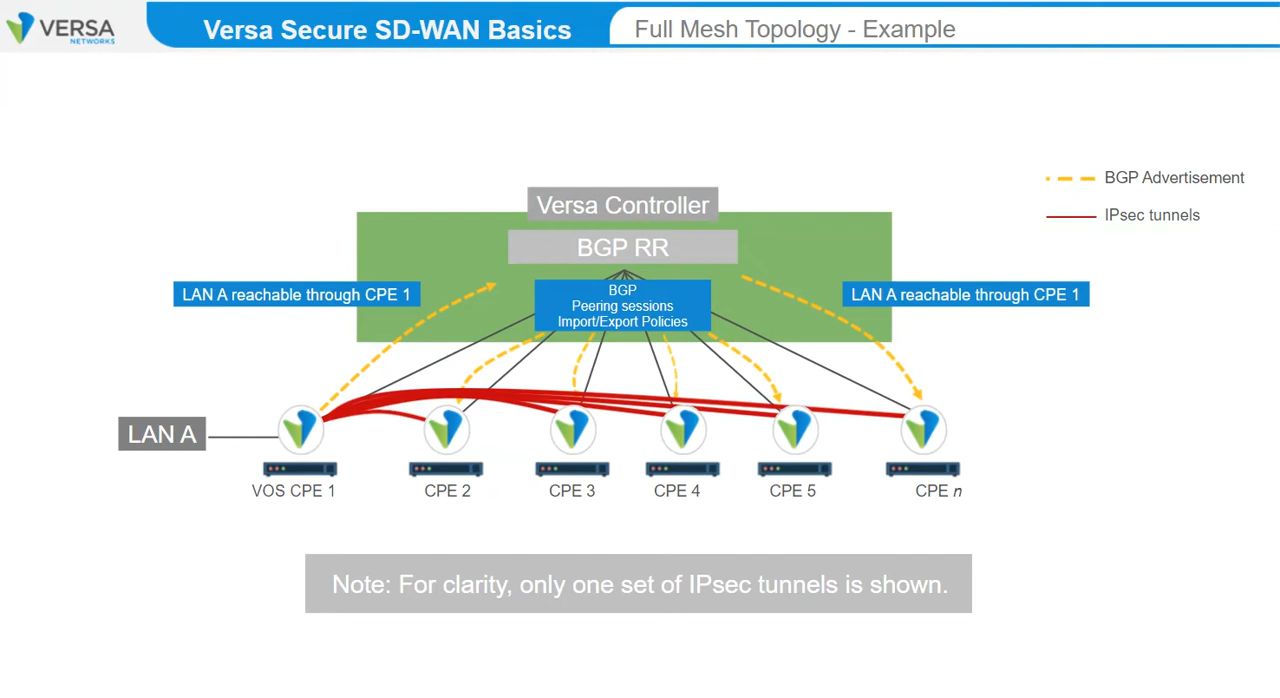 VERSA
NETWORKS
Versa Secure SD-WAN Basics
Full Mesh Topology - Example
BGP Advertisement
IPsec tunnels
Versa Controller
BGP RR
LAN A reachable through CPE 1
BGP
Peering sessions
Import/Export Policies
LAN A reachable through CPE 1
LAN A
VOS CPE 1
CPE 2
CPE 3
CPE 4
CPE 5
CPE n
Note: For clarity, only one set of IPsec tunnels is shown.